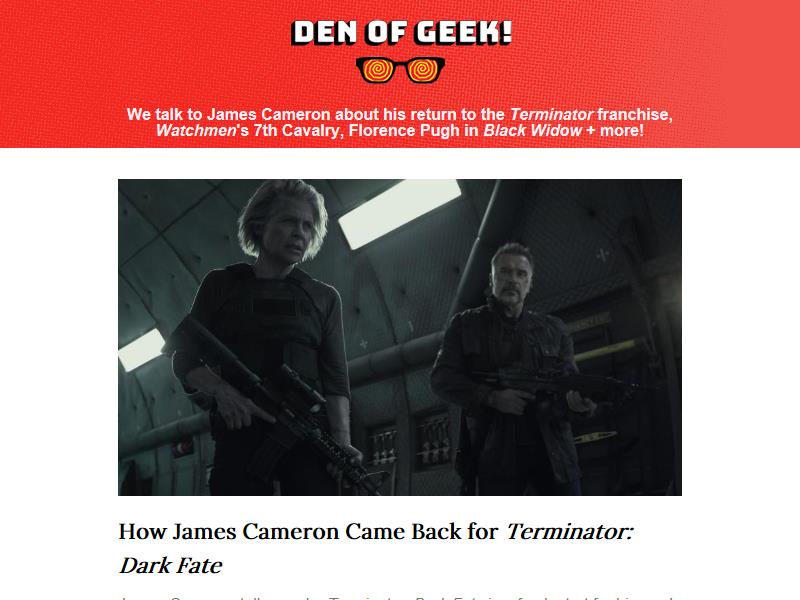 DEN OF GEEK!
We talk to James Cameron about his return to the Terminator franchise,
Watchmen's 7th Cavalry, Florence Pugh in Black Widow + more!
How James Cameron Came Back for Terminator:
Dark Fate